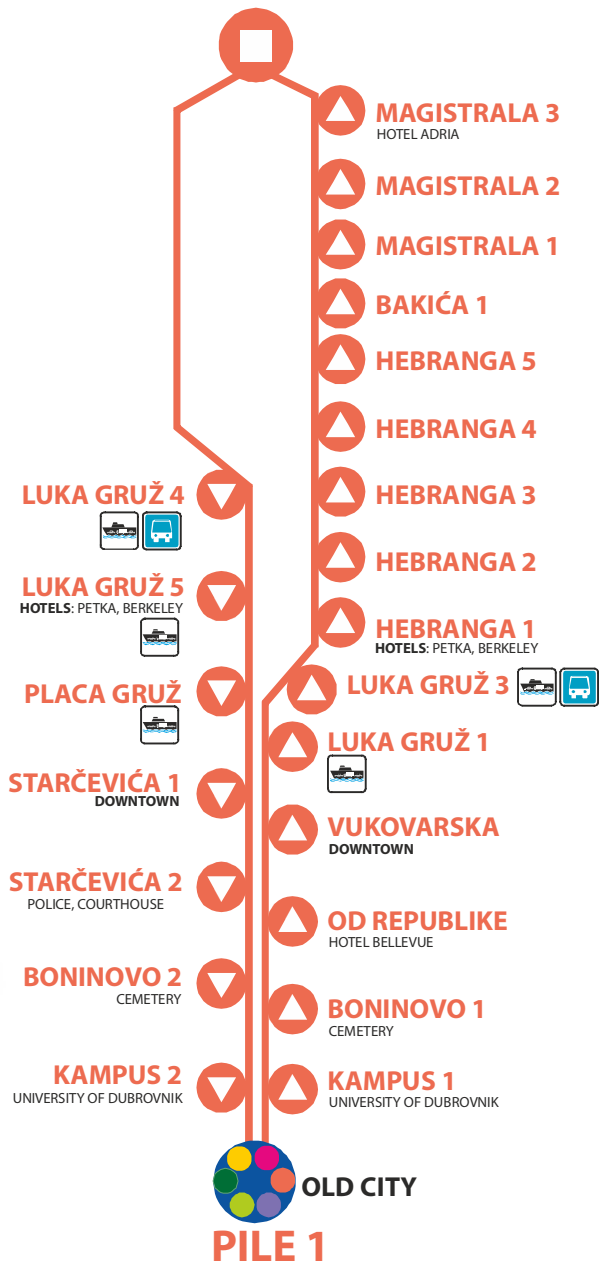 MAGISTRALA 3
HOTEL ADRIA
MAGISTRALA 2
MAGISTRALA 1
BAKIĆA 1
HEBRANGA 5
HEBRANGA 4
HEBRANGA 3
HEBRANGA 2
HEBRANGA 1
HOTELS: PETKA, BERKELEY
LUKA GRUŽ 3
LUKA GRUŽ 1
VUKOVARSKA
DOWNTOWN
OD REPUBLIKE
HOTEL BELLEVUE
BONINOVO 1
CEMETERY
KAMPUS 1
UNIVERSITY OF DUBROVNIK
LUKA GRUŽ 4
LUKA GRUŽ 5
HOTELS: PETKA, BERKELEY
PLACA GRUŽ
STARČEVIĆA 1
DOWNTOWN
STARČEVIĆA 2
POLICE, COURTHOUSE
BONINOVO 2
CEMETERY
KAMPUS 2
UNIVERSITY OF DUBROVNIK
OLD CITY
PILE 1